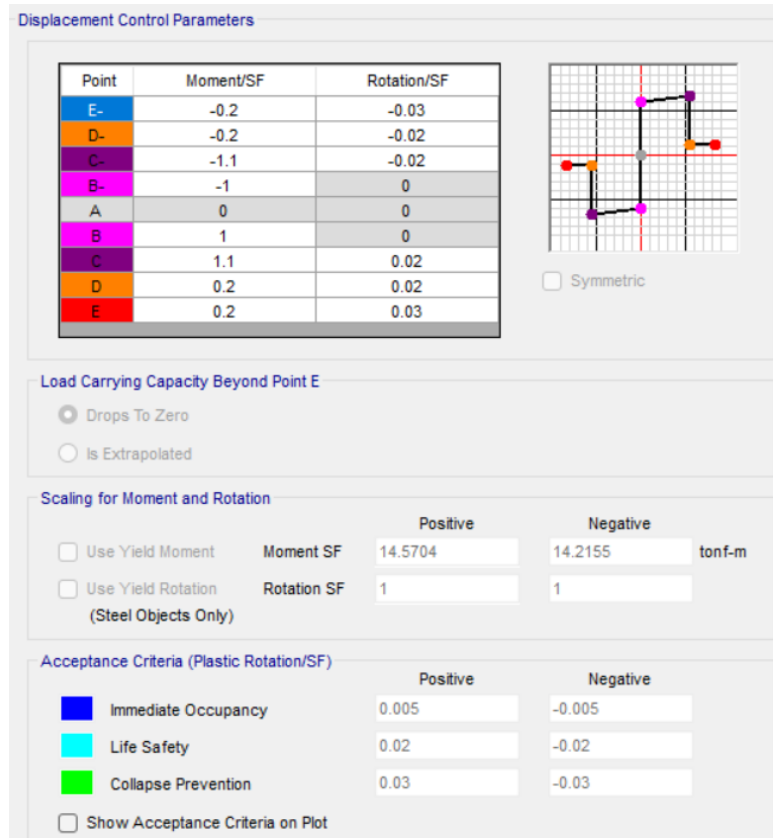 Displacement Control Parameters
Point Moment/SF Rotation/SF
E- -0.2 -0.03
D- -0.2 -0.02
C- -1.1 -0.02
B- -1 0
A 0 0
B 1 0
C 1.1 0.02
D 0.2 0.02
E 0.2 0.03
Symmetric
Load Carrying Capacity Beyond Point E
Drops To Zero
Is Extrapolated
Scaling for Moment and Rotation
Positive Negative
Use Yield Moment Moment SF 14.5704 14.2155 tonf-m
Use Yield Rotation Rotation SF 1 1
(Steel Objects Only)
Acceptance Criteria (Plastic Rotation/SF)
Positive Negative
Immediate Occupancy 0.005 -0.005
Life Safety 0.02 -0.02
Collapse Prevention 0.03 -0.03
Show Acceptance Criteria on Plot